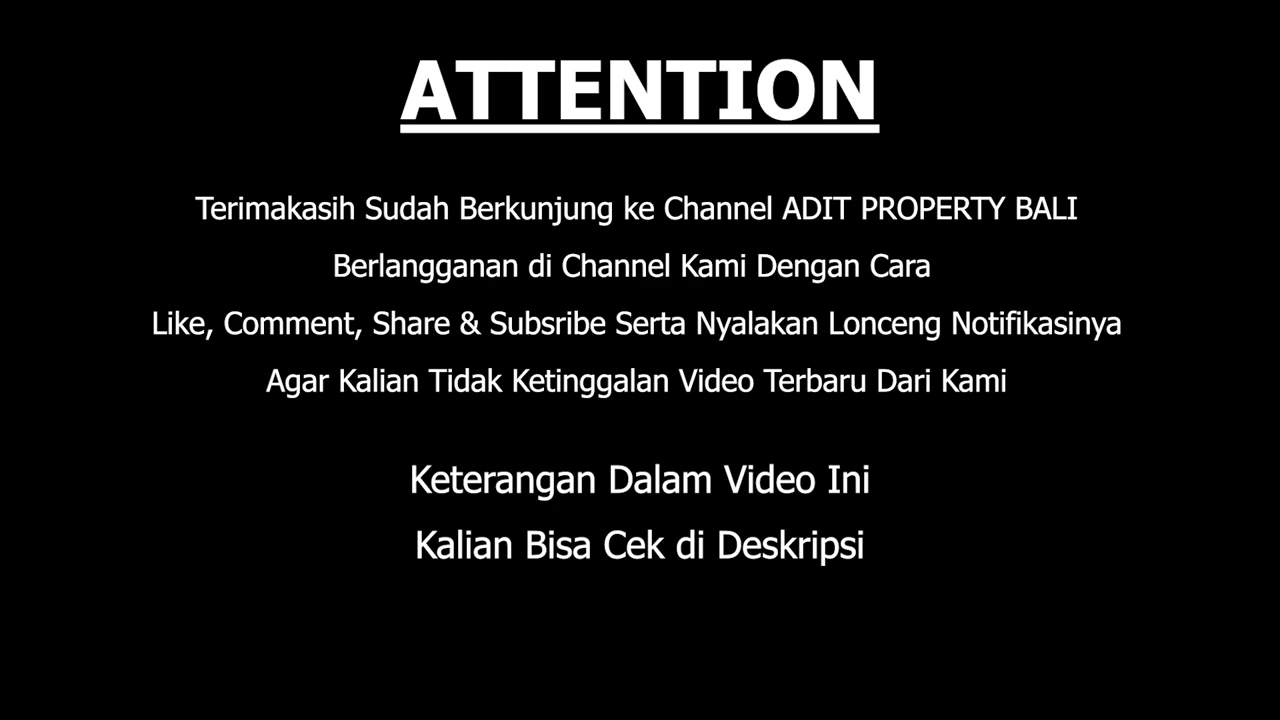 ATTENTION
Terimakasih Sudah Berkunjung ke Channel ADIT PROPERTY BALI
Berlangganan di Channel Kami Dengan Cara
Like, Comment, Share & Subsribe Serta Nyalakan Lonceng Notifikasinya
Agar Kalian Tidak Ketinggalan Video Terbaru Dari Kami
Keterangan Dalam Video Ini
Kalian Bisa Cek di Deskripsi